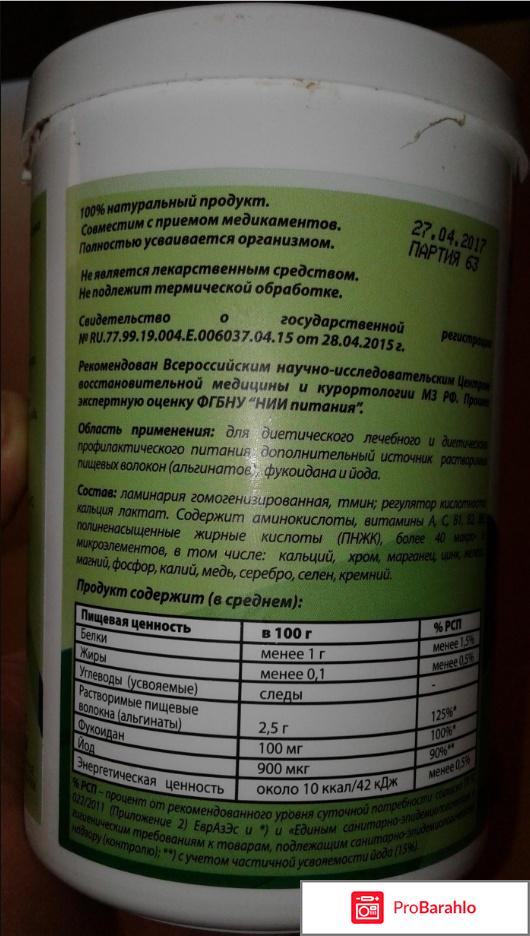 100% натуральный продукт.
Совместим с приемом медикаментов.
Полностью усваивается организмом.
27.04.2017
ПАРТИЯ 63
Не является лекарственным средством.
Не подлежит термической обработке.
Свидетельство о государственной регистрации
№ RU.77.99.19.004.Е.006037.04.15 от 28.04.2015 г.
Рекомендован Всероссийским научно-исследовательским Центром
восстановительной медицины и курортологии МЗ РФ.
экспертную оценку ФГБНУ "НИИ питания".
Область применения: для диетического лечебного и
профилактического питания, дополнительный источник
пищевых волокон (альгинатов), фукоидана и йода.
Состав: ламинария гомогенизированная, тмин; регулятор кислотности
кальция лактат. Содержит аминокислоты, витамины А, С, В1, В2,
полиненасыщенные жирные кислоты (ПНЖК), более 40 макро- и
микроэлементов, в том числе: кальций, хром, марганец, цинк, железо,
магний, фосфор, калий, медь, серебро, селен, кремний.
Продукт содержит (в среднем):
Пищевая ценность в 100 г % РСП
Белки менее 1 г менее 1,5%
Жиры менее 0,1 менее 0,5%
Углеводы (усвояемые) следы -
Растворимые пищевые
волокна (альгинаты) 2,5 г 125%*
Фукоидан 100 мг 100%*
Йод 900 мкг 90%**
Энергетическая ценность около 10 ккал/42 кДж менее 0,5%
% РСП – процент от рекомендованного уровня суточной потребности согласно
022/2011 (Приложение 2) ЕврАзЭс и *) и «Единым санитарно-эпидемиологическим и
гигиеническим требованиям к товарам, подлежащим санитарно-эпидемиологическому
надзору (контролю); **) с учетом частичной усвояемости йода (15%).
ProBarahlo